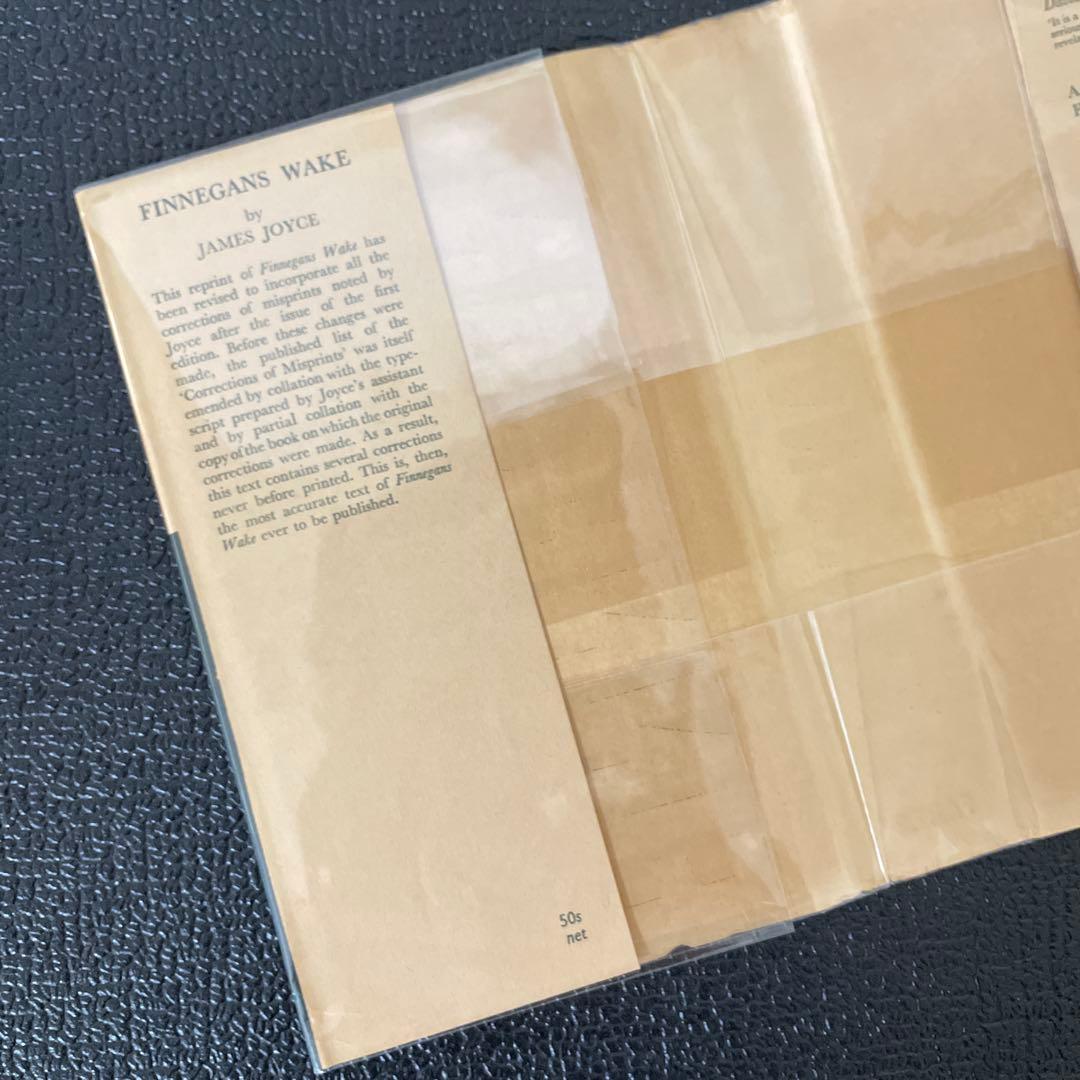 FINNEGANS WAKE
by
JAMES JOYCE
This reprint of Finnegans Wake has
been revised to incorporate all the
corrections of misprints noted by
Joyce after the issue of the first
edition. Before these changes were
made, the published list of the
‘Corrections of Misprints’ was itself
emended by collation with the type-
script prepared by Joyce's assistant
and by partial collation with the
copy of the book on which the original
corrections were made. As a result,
this text contains several corrections
never before printed. This is, then,
the most accurate text of Finnegans
Wake ever to be published.
50s
net
‘It is a